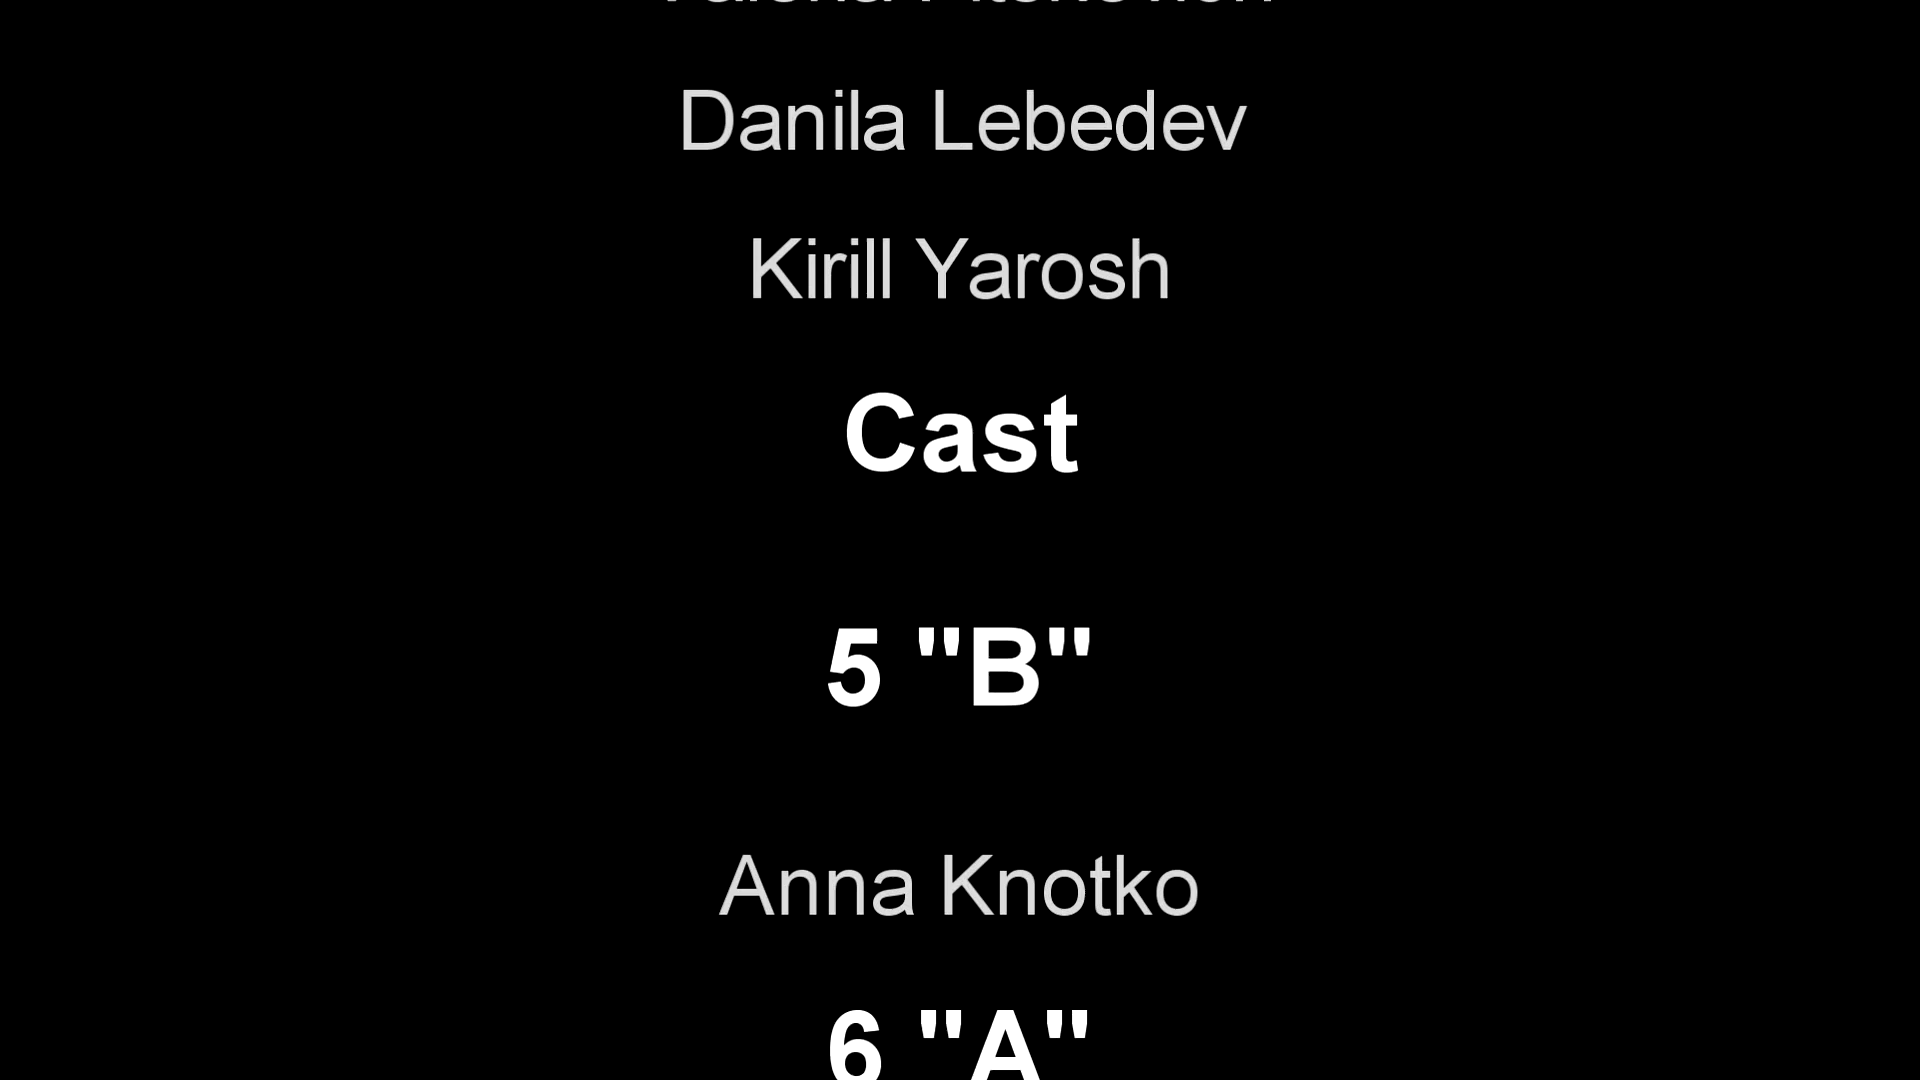 Danila Lebedev
Kirill Yarosh
Cast
5 "B"
Anna Knotko
6 "A"